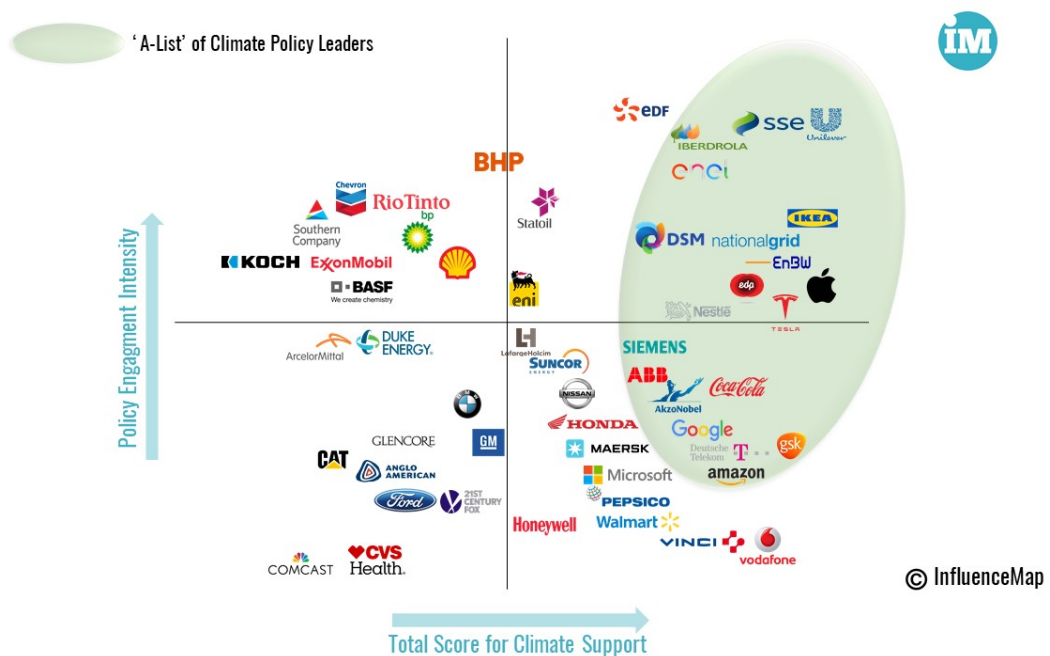 ‘A-List’ of Climate Policy Leaders
iM
eDF
sse
Unilever
IBERDROLA
enel
BHP
Chevron
RioTinto
Statoil
Southern
Company
bp
IKEA
DSM
nationalgrid
KOCH
ExxonMobil
EnBW
BASF
We create chemistry
eni
edp
Nestlé
TESLA
ArcelorMittal
DUKE
ENERGY®
LH
LafargeHolcim
SUNCOR
ENERGY
SIEMENS
ABB
NISSAN
AkzoNobel
Coca-Cola
BMW
HONDA
Google
GLENCORE
GM
MAERSK
Deutsche
Telekom
T
gsk
CAT
ANGLO
AMERICAN
Microsoft
amazon
Ford
21ST
CENTURY
FOX
PEPSICO
Honeywell
Walmart
VINCI
vodafone
COMCAST
CVS
Health®
Policy Engagment Intensity
Total Score for Climate Support
© InfluenceMap